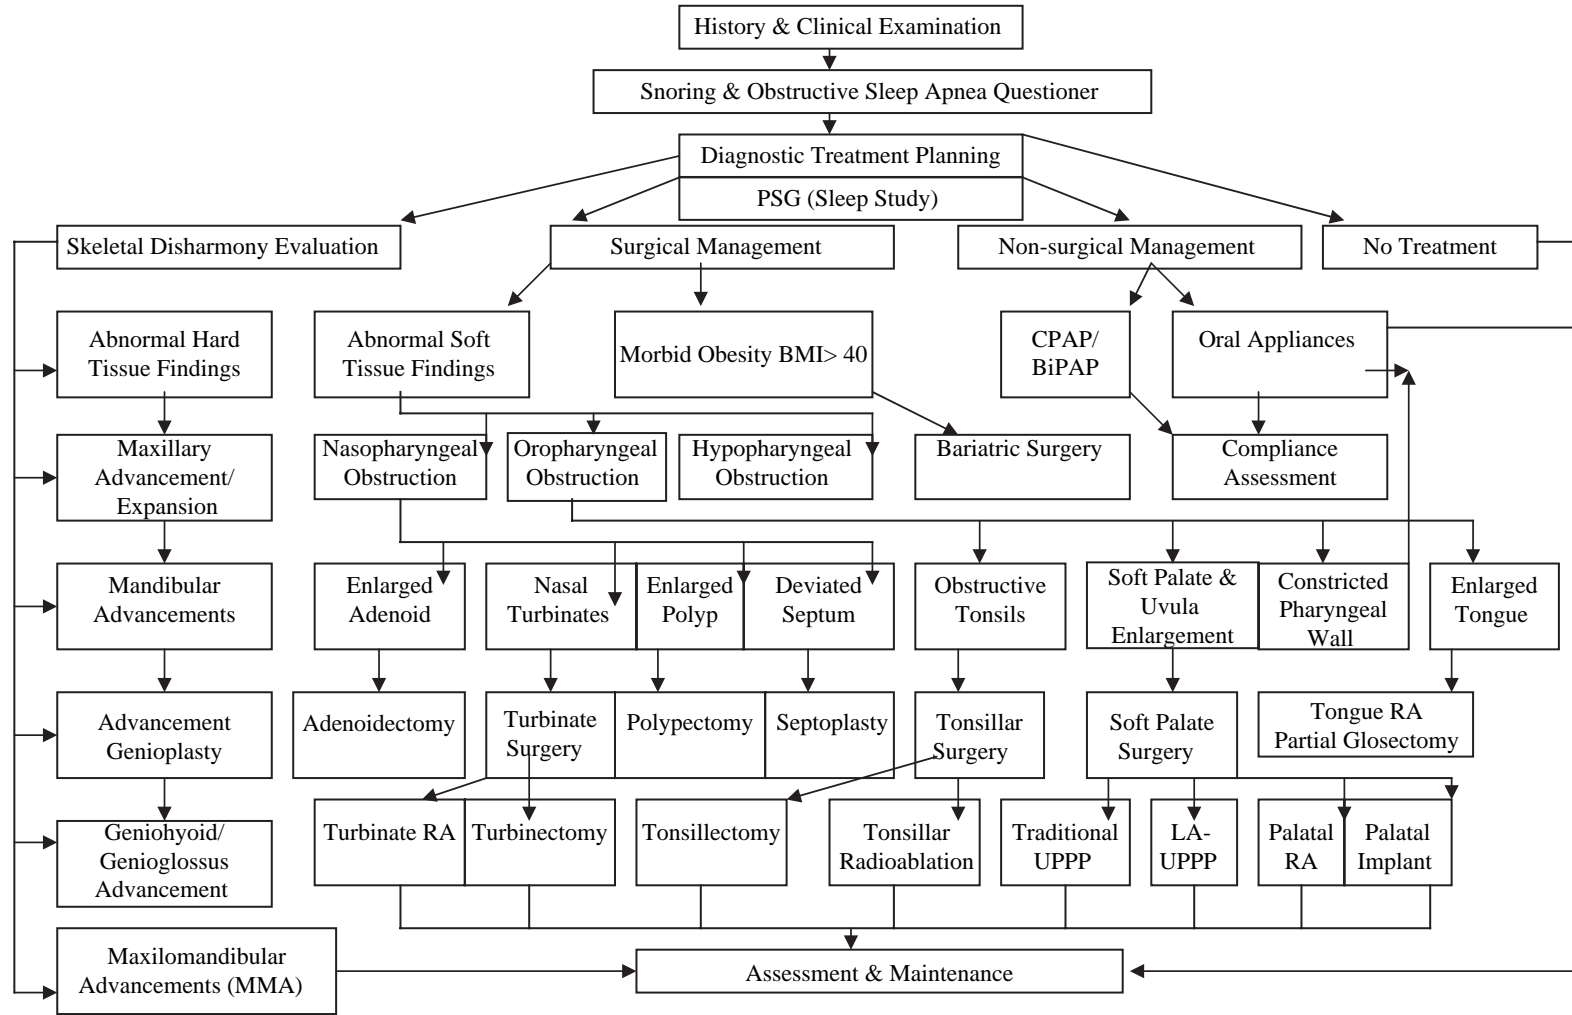 History & Clinical Examination
Snoring & Obstructive Sleep Apnea Questioner
Diagnostic Treatment Planning
PSG (Sleep Study)
Skeletal Disharmony Evaluation
Surgical Management
Non-surgical Management
No Treatment
Abnormal Hard
Tissue Findings
Abnormal Soft
Tissue Findings
Morbid Obesity BMI> 40
CPAP/
BiPAP
Oral Appliances
Maxillary
Advancement/
Expansion
Nasopharyngeal
Obstruction
Oropharyngeal
Obstruction
Hypopharyngeal
Obstruction
Bariatric Surgery
Compliance
Assessment
Mandibular
Advancements
Enlarged
Adenoid
Nasal
Turbinates
Enlarged
Polyp
Deviated
Septum
Obstructive
Tonsils
Soft Palate &
Uvula
Enlargement
Constricted
Pharyngeal
Wall
Enlarged
Tongue
Advancement
Genioplasty
Adenoidectomy
Turbinate
Surgery
Polypectomy
Septoplasty
Tonsillar
Surgery
Soft Palate
Surgery
Tongue RA
Partial Glosectomy
Geniohyoid/
Genioglossus
Advancement
Turbinate RA
Turbinectomy
Tonsillectomy
Tonsillar
Radioablation
Traditional
UPPP
LA-
UPPP
Palatal
RA
Palatal
Implant
Maxilomandibular
Advancements (MMA)
Assessment & Maintenance